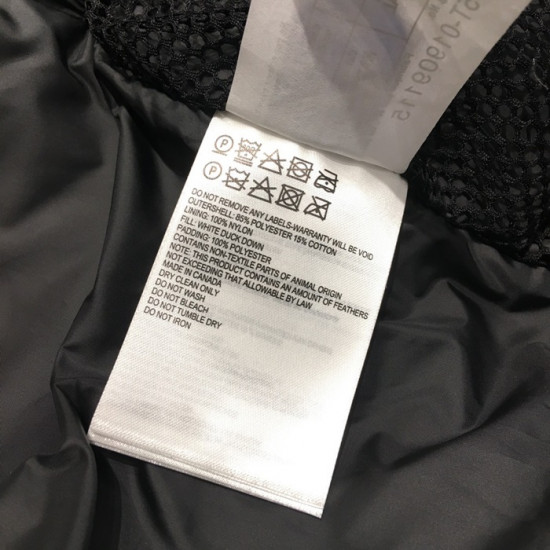 51-01909115
P
P
DO NOT REMOVE ANY LABELS-WARRANTY WILL BE VOID
OUTERSHELL: 85% POLYESTER 15% COTTON
LINING: 100% NYLON
FILL: WHITE DUCK DOWN
PADDING: 100% POLYESTER
CONTAINS NON-TEXTILE PARTS OF ANIMAL ORIGIN
NOTE: THIS PRODUCT CONTAINS AN AMOUNT OF FEATHERS
NOT EXCEEDING THAT ALLOWABLE BY LAW
MADE IN CANADA
DRY CLEAN ONLY
DO NOT WASH
DO NOT BLEACH
DO NOT TUMBLE DRY
DO NOT IRON